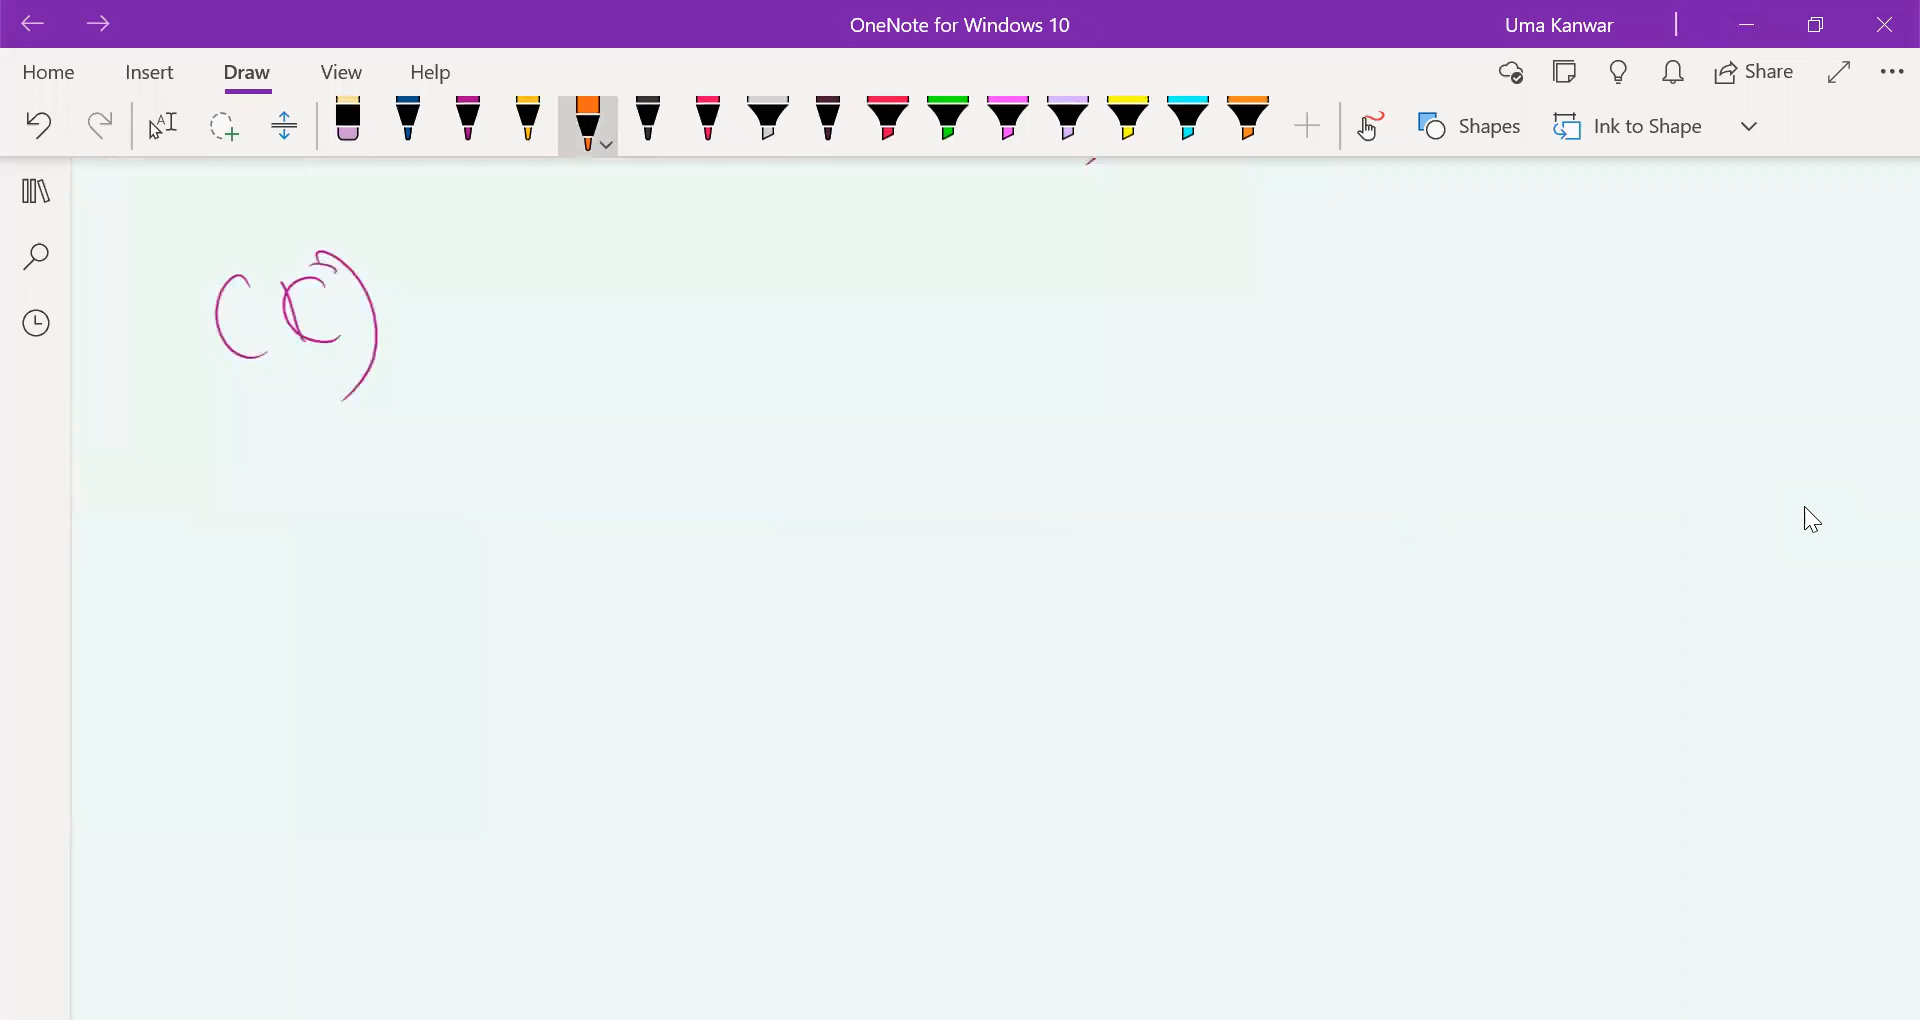 OneNote for Windows 10
Uma Kanwar
Home Insert Draw View Help
Share
Shapes
Ink to Shape